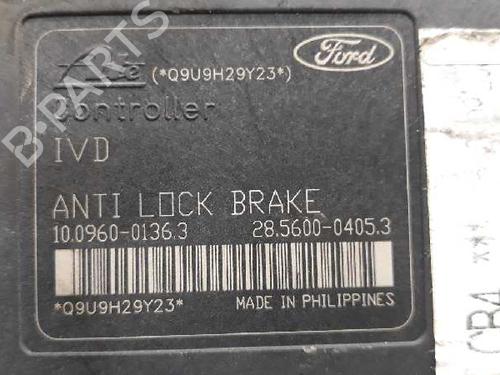 Ford
(*Q9U9H29Y23*)
Controller
IVD
ANTI LOCK BRAKE
10.0960-0136.3 28.5600-0405.3
*Q9U9H29Y23* MADE IN PHILIPPINES
CB4 ***
B-PARTS